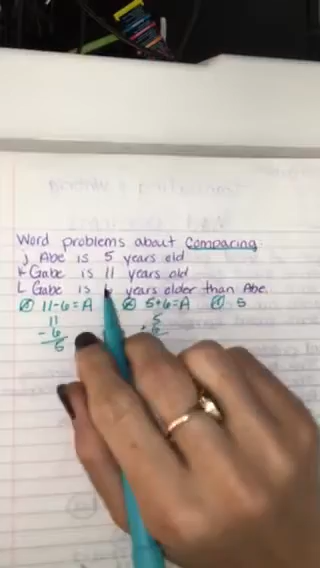 Word problems about comparing.
j Abe is 5 years old
k Gabe is 11 years old
L Gabe is 6 years older than Abe.
11-6=A 5+6=A 5
11 5
-6 +6
5